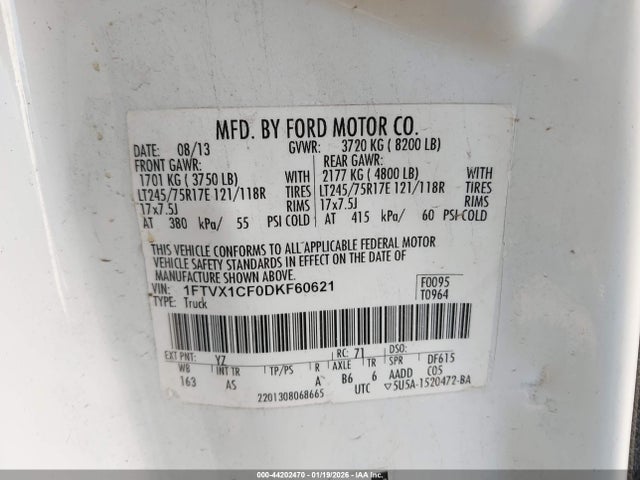 MFD. BY FORD MOTOR CO.
DATE: 08/13 GVWR: 3720 KG ( 8200 LB)
FRONT GAWR: REAR GAWR:
1701 KG ( 3750 LB) WITH 2177 KG ( 4800 LB) WITH
LT245/75R17E 121/118R TIRES LT245/75R17E 121/118R TIRES
17x7.5J RIMS 17x7.5J RIMS
AT 380 kPa/ 55 PSI COLD AT 415 kPa/ 60 PSI COLD
THIS VEHICLE CONFORMS TO ALL APPLICABLE FEDERAL MOTOR
VEHICLE SAFETY STANDARDS IN EFFECT ON THE DATE OF
MANUFACTURE SHOWN ABOVE.
VIN: 1FTVX1CF0DKF60621 F0095
TYPE: Truck T0964
EXT PNT: YZ RC: 71 DSO:
WB INT TR TP/PS R AXLE TR SPR DF615
163 AS A B6 6 AADD C05
2201308068665 UTC ▽5U5A-1520472-BA
000-44202470 | 01/19/2026 - IAA Inc.